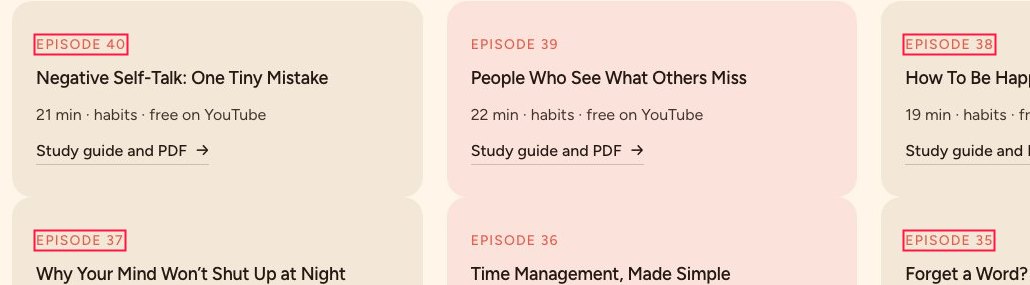 EPISODE 40
Negative Self-Talk: One Tiny Mistake
21 min · habits · free on YouTube
Study guide and PDF →
EPISODE 39
People Who See What Others Miss
22 min · habits · free on YouTube
Study guide and PDF →
EPISODE 38
How To Be
19 min · habits ·
Study guide and
EPISODE 37
Why Your Mind Won’t Shut Up at Night
EPISODE 36
Time Management, Made Simple
EPISODE 35
Forget a Word?